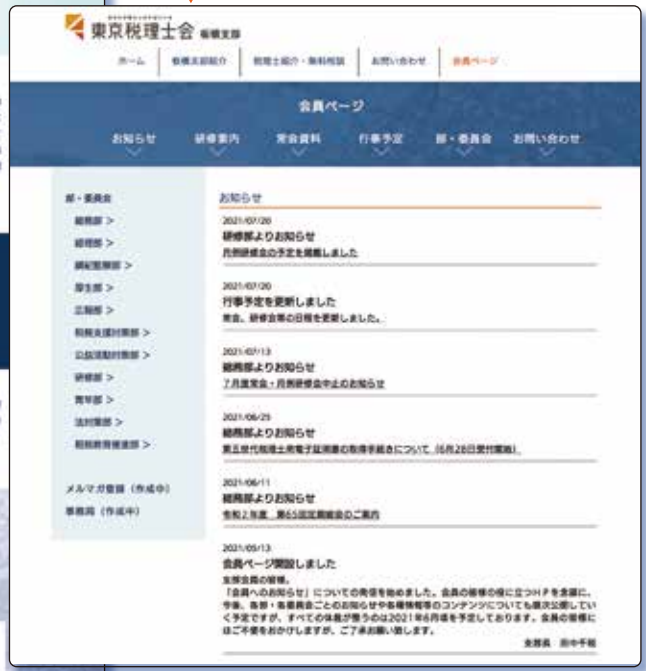 東京税理士会 板橋支部
ホーム 板橋支部紹介 税理士紹介・無料相談 お問い合わせ 会員ページ
会員ページ
お知らせ 研修案内 常会資料 行事予定 部・委員会 お問い合わせ
部・委員会
総務部 >
経理部 >
綱紀監察部 >
厚生部 >
広報部 >
税務支援対策部 >
公益活動対策部 >
研修部 >
青年部 >
法対策部 >
租税教育推進部 >
メルマガ登録（作成中）
事務局（作成中）
お知らせ
2021/07/20
研修部よりお知らせ
月例研修会の予定を掲載しました
2021/07/20
行事予定を更新しました
常会、研修会等の日程を更新しました。
2021/07/13
総務部よりお知らせ
７月度常会・月例研修会中止のお知らせ
2021/06/25
総務部よりお知らせ
第五世代税理士用電子証明書の取得手続きについて（6月28日受付開始）
2021/06/11
総務部よりお知らせ
令和２年度 第65回定期総会のご案内
2021/05/13
会員ページ開設しました
支部会員の皆様、
「会員へのお知らせ」についての発信を始めました。会員の皆様の役に立つＨＰを念願に、
今後、各部・各委員会ごとのお知らせや各種情報等のコンテンツについても順次公開してい
く予定ですが、すべての体裁が整うのは2021年6月頃を予定しております。会員の皆様に
はご不便をおかけしますが、ご了承お願い致します。
支部長 田中千裕